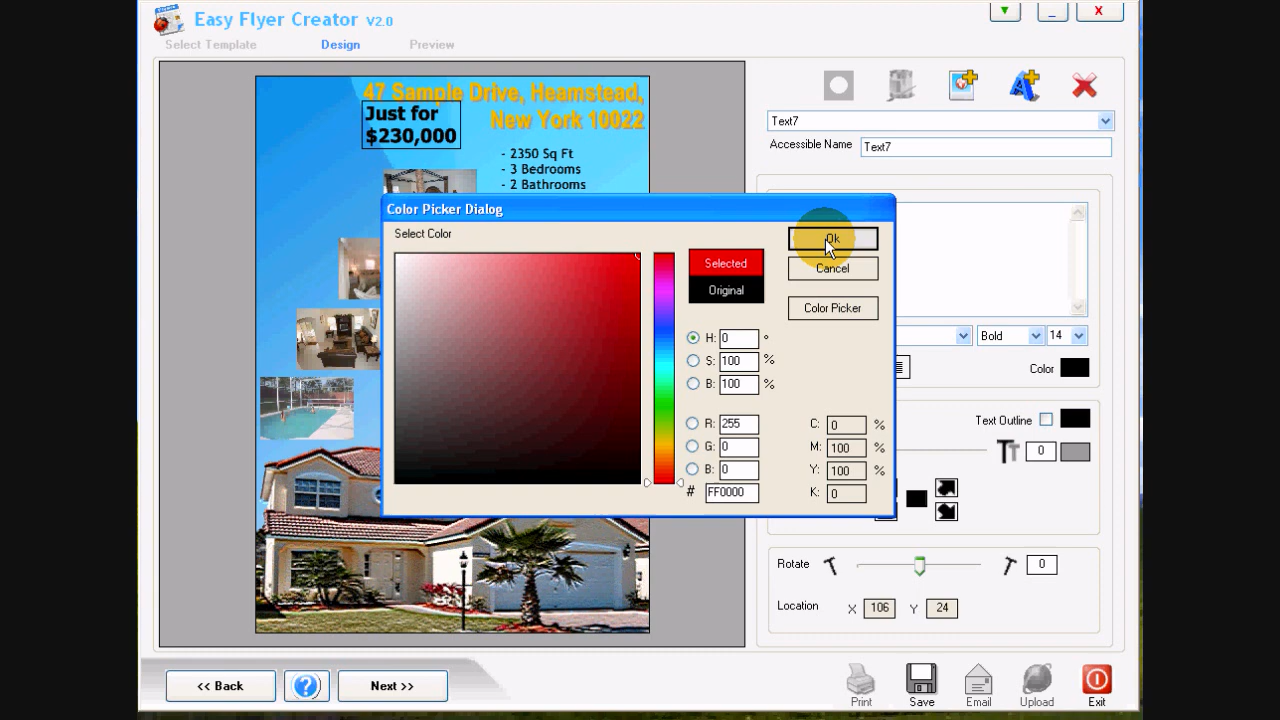 Easy Flyer Creator V2.0
X
Select Template Design Preview
47 Sample Drive, Heamstead,
New York 10022
Just for
$230,000
- 2350 Sq Ft
- 3 Bedrooms
- 2 Bathrooms
Text7
Accessible Name Text7
Color Picker Dialog
Select Color
Selected
Original
Ok
Cancel
Color Picker
H: 0 °
S: 100 %
B: 100 %
R: 255
G: 0
B: 0
# FF0000
C: 0 %
M: 100 %
Y: 100 %
K: 0
Bold 14
Color
Text Outline
0
Rotate 0
Location X 106 Y 24
<< Back ? Next >>
Print Save Email Upload Exit